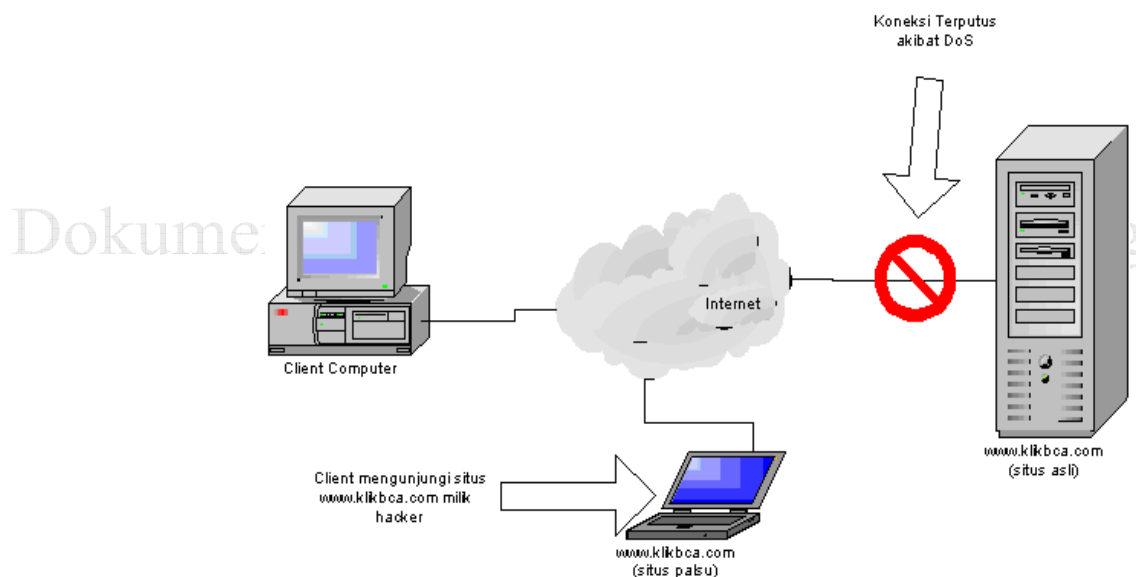 Koneksi Terputus
akibat DoS
Internet
Client Computer
www.klikbca.com
(situs asli)
Client mengunjungi situs
www.klikbca.com milik
hacker
www.klikbca.com
(situs palsu)